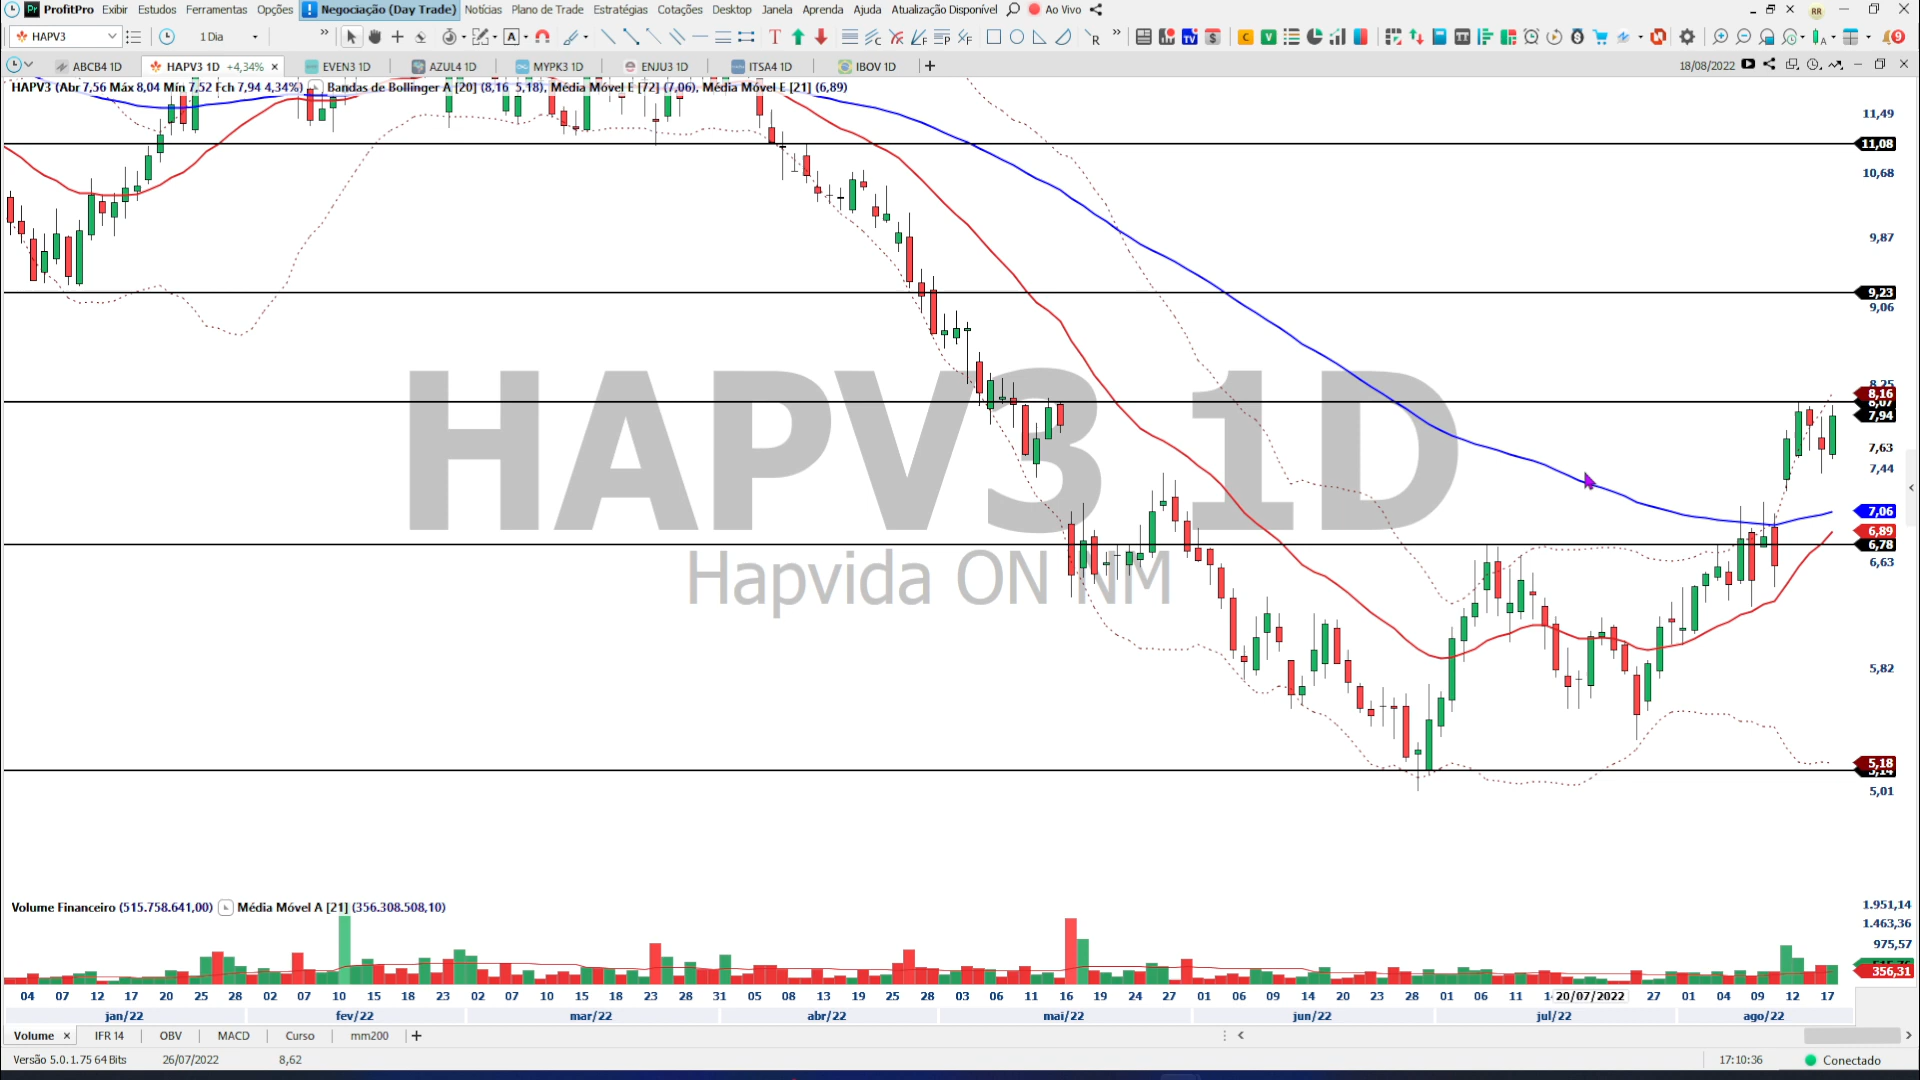 ProfitPro Exibir Estudos Ferramentas Opções Negociação (Day Trade) Notícias Plano de Trade Estratégias Cotações Desktop Janela Aprenda Ajuda Atualização Disponível Ao Vivo RR
HAPV3 1 Dia 9
ABCB4 1D HAPV3 1D +4,34% EVEN3 1D AZUL4 1D MYPK3 1D ENJU3 1D ITSA4 1D IBOV 1D 18/08/2022
HAPV3 (Abr 7,56 Máx 8,04 Mín 7,52 Fch 7,94 4,34%) Bandas de Bollinger A [20] (8,16 5,18), Média Móvel E [72] (7,06), Média Móvel E [21] (6,89)
11,49
11,08
10,68
9,87
9,23
9,06
8,25
8,16
8,07
7,94
7,63
7,44
7,06
6,89
6,78
6,63
5,82
5,18
5,14
5,01
HAPV3 1D
Hapvida ON NM
Volume Financeiro (515.758.641,00) Média Móvel A [21] (356.308.508,10)
1.951,14
1.463,36
975,57
356,31
04 07 12 17 20 25 28 02 07 10 15 18 23 02 07 10 15 18 23 28 31 05 08 13 19 25 28 03 06 11 16 19 24 27 01 06 09 14 20 23 28 01 06 11 20/07/2022 27 01 04 09 12 17
jan/22 fev/22 mar/22 abr/22 mai/22 jun/22 jul/22 ago/22
Volume IFR 14 OBV MACD Curso mm200
Versão 5.0.1.75 64 Bits 26/07/2022 8,62 17:10:36 Conectado